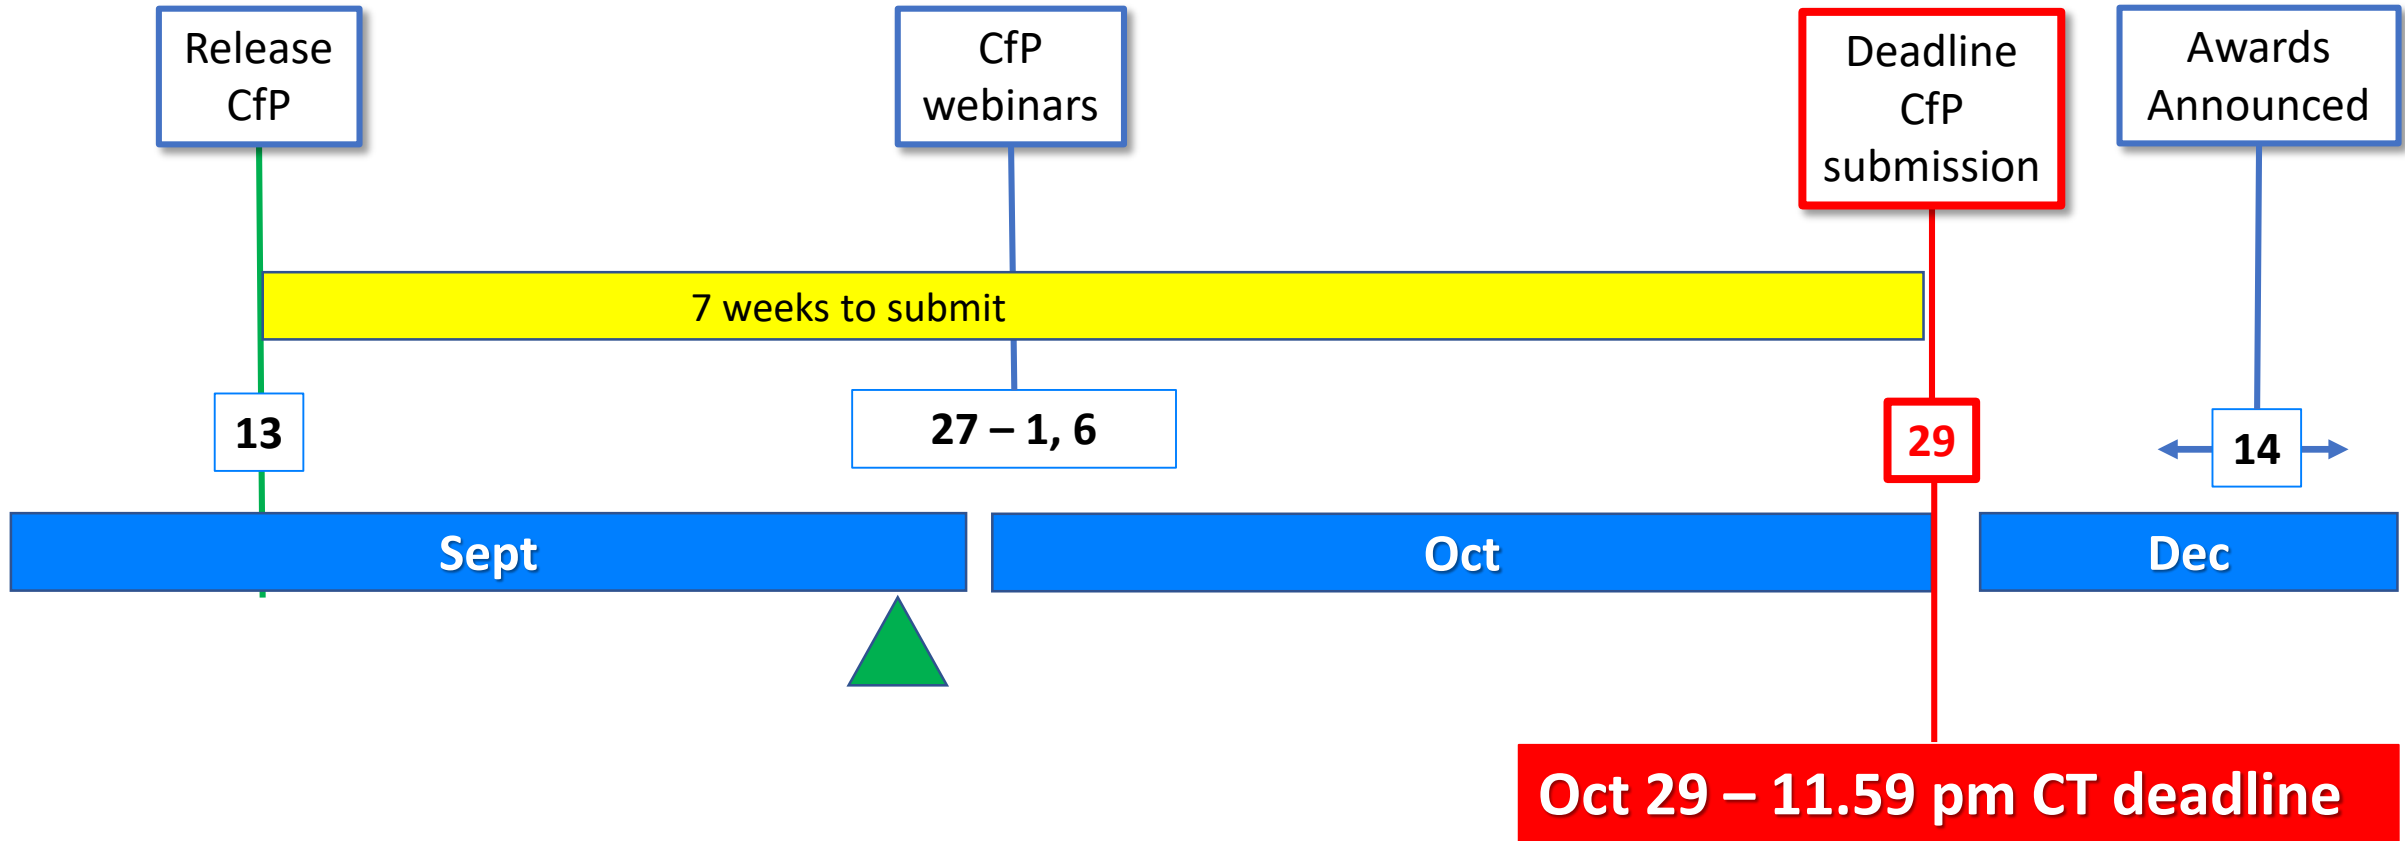 Release
CfP
CfP
webinars
Deadline
CfP
submission
Awards
Announced
7 weeks to submit
13
27 – 1, 6
29
14
Sept
Oct
Dec
Oct 29 – 11.59 pm CT deadline